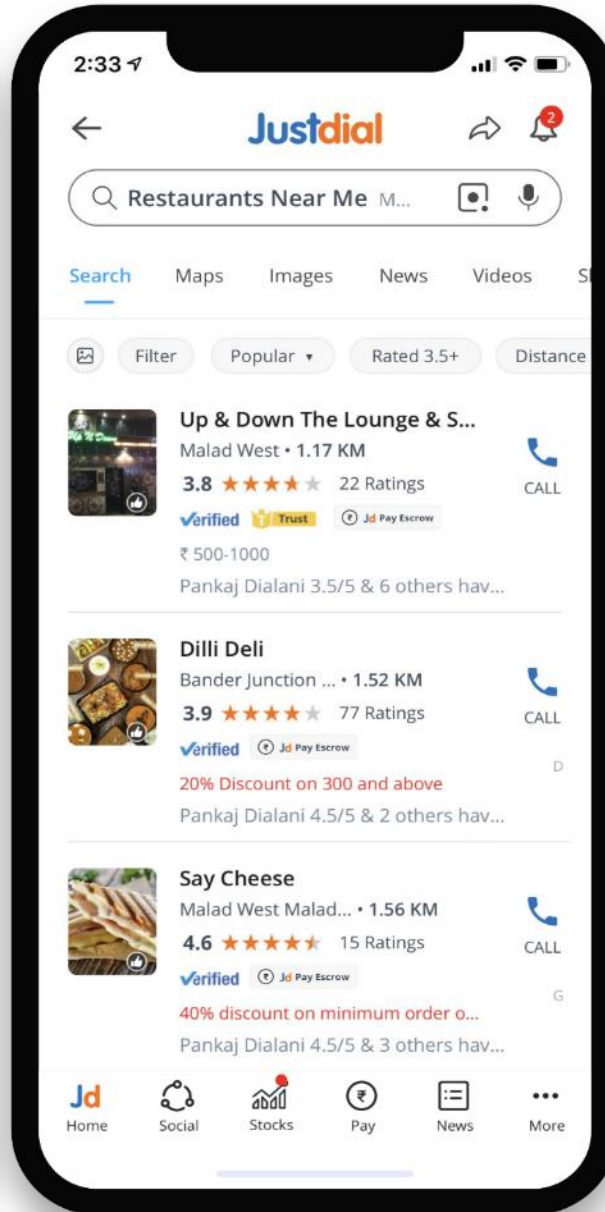 2:33
Justdial
2
Restaurants Near Me M...
Search Maps Images News Videos
Filter Popular ▾ Rated 3.5+ Distance
Up & Down The Lounge & S...
Malad West • 1.17 KM
3.8 ★★★★★ 22 Ratings
CALL
Verified T Trust ₹ Jd Pay Escrow
₹ 500-1000
Pankaj Dialani 3.5/5 & 6 others hav...
Dilli Deli
Bander Junction ... • 1.52 KM
3.9 ★★★★★ 77 Ratings
CALL
Verified ₹ Jd Pay Escrow
D
20% Discount on 300 and above
Pankaj Dialani 4.5/5 & 2 others hav...
Say Cheese
Malad West Malad... • 1.56 KM
4.6 ★★★★★ 15 Ratings
CALL
Verified ₹ Jd Pay Escrow
G
40% discount on minimum order o...
Pankaj Dialani 4.5/5 & 3 others hav...
Jd ₹
Home Social Stocks Pay News More